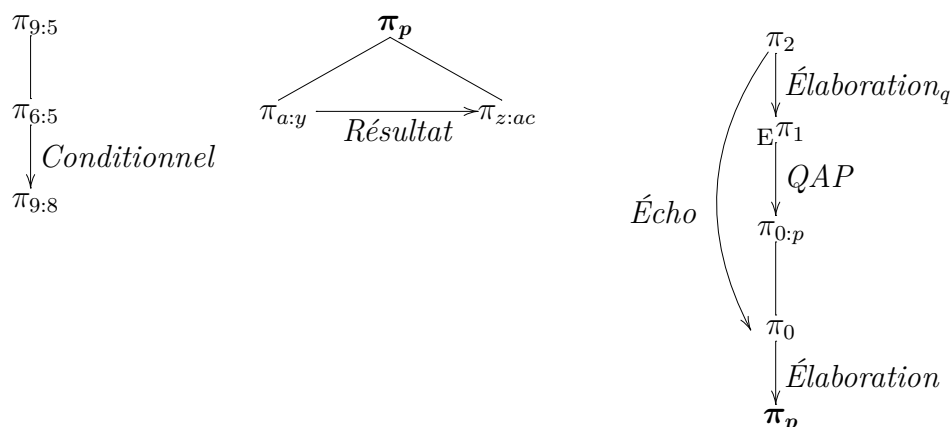 π9:5
π6:5
Conditionnel
π9:8
πp
πa:y
Résultat
πz:ac
π2
Élaborationq
Eπ1
QAP
Écho
π0:p
π0
Élaboration
πp